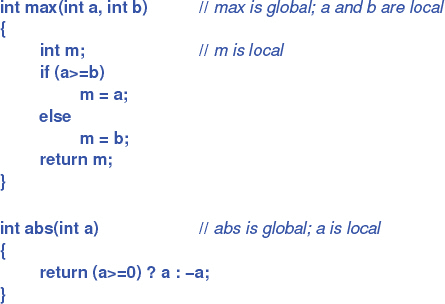 int max(int a, int b) // max is global; a and b are local
{
int m; // m is local
if (a>=b)
m = a;
else
m = b;
return m;
}
int abs(int a) // abs is global; a is local
{
return (a>=0) ? a : −a;
}